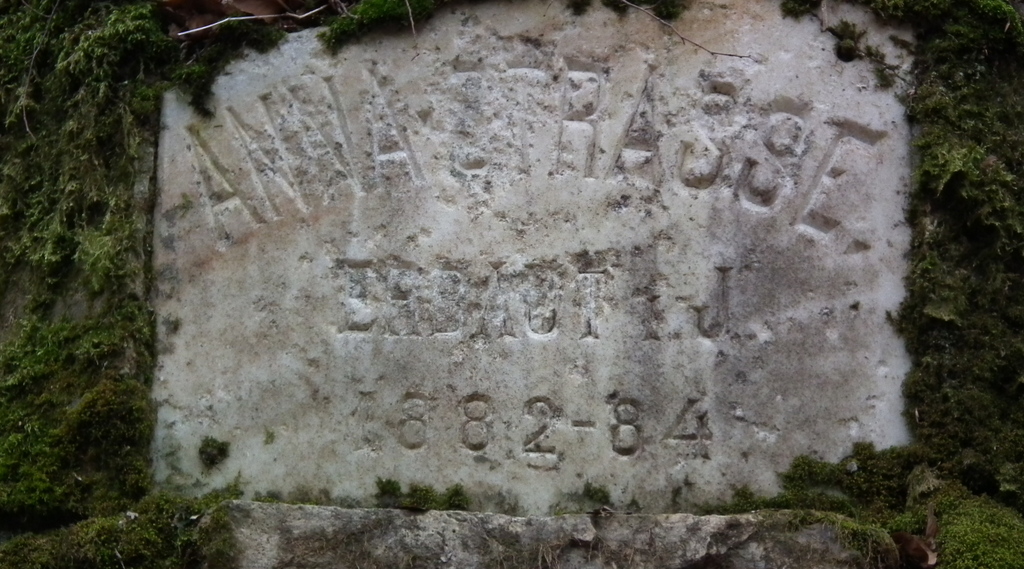 ANNA-STRASSE.
ERBAUT I.J.
1882-84